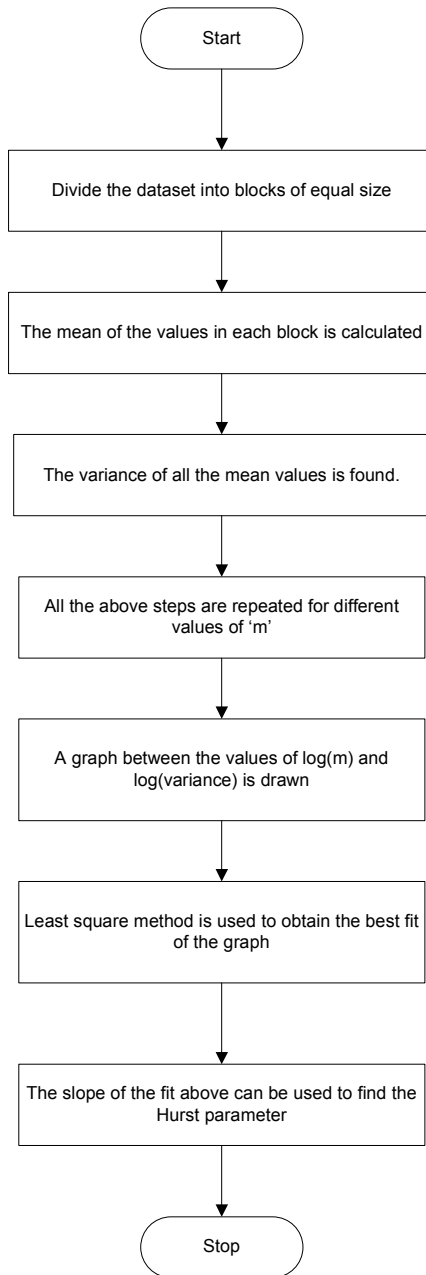 Start
Divide the dataset into blocks of equal size
The mean of the values in each block is calculated
The variance of all the mean values is found.
All the above steps are repeated for different
values of ‘m’
A graph between the values of log(m) and
log(variance) is drawn
Least square method is used to obtain the best fit
of the graph
The slope of the fit above can be used to find the
Hurst parameter
Stop